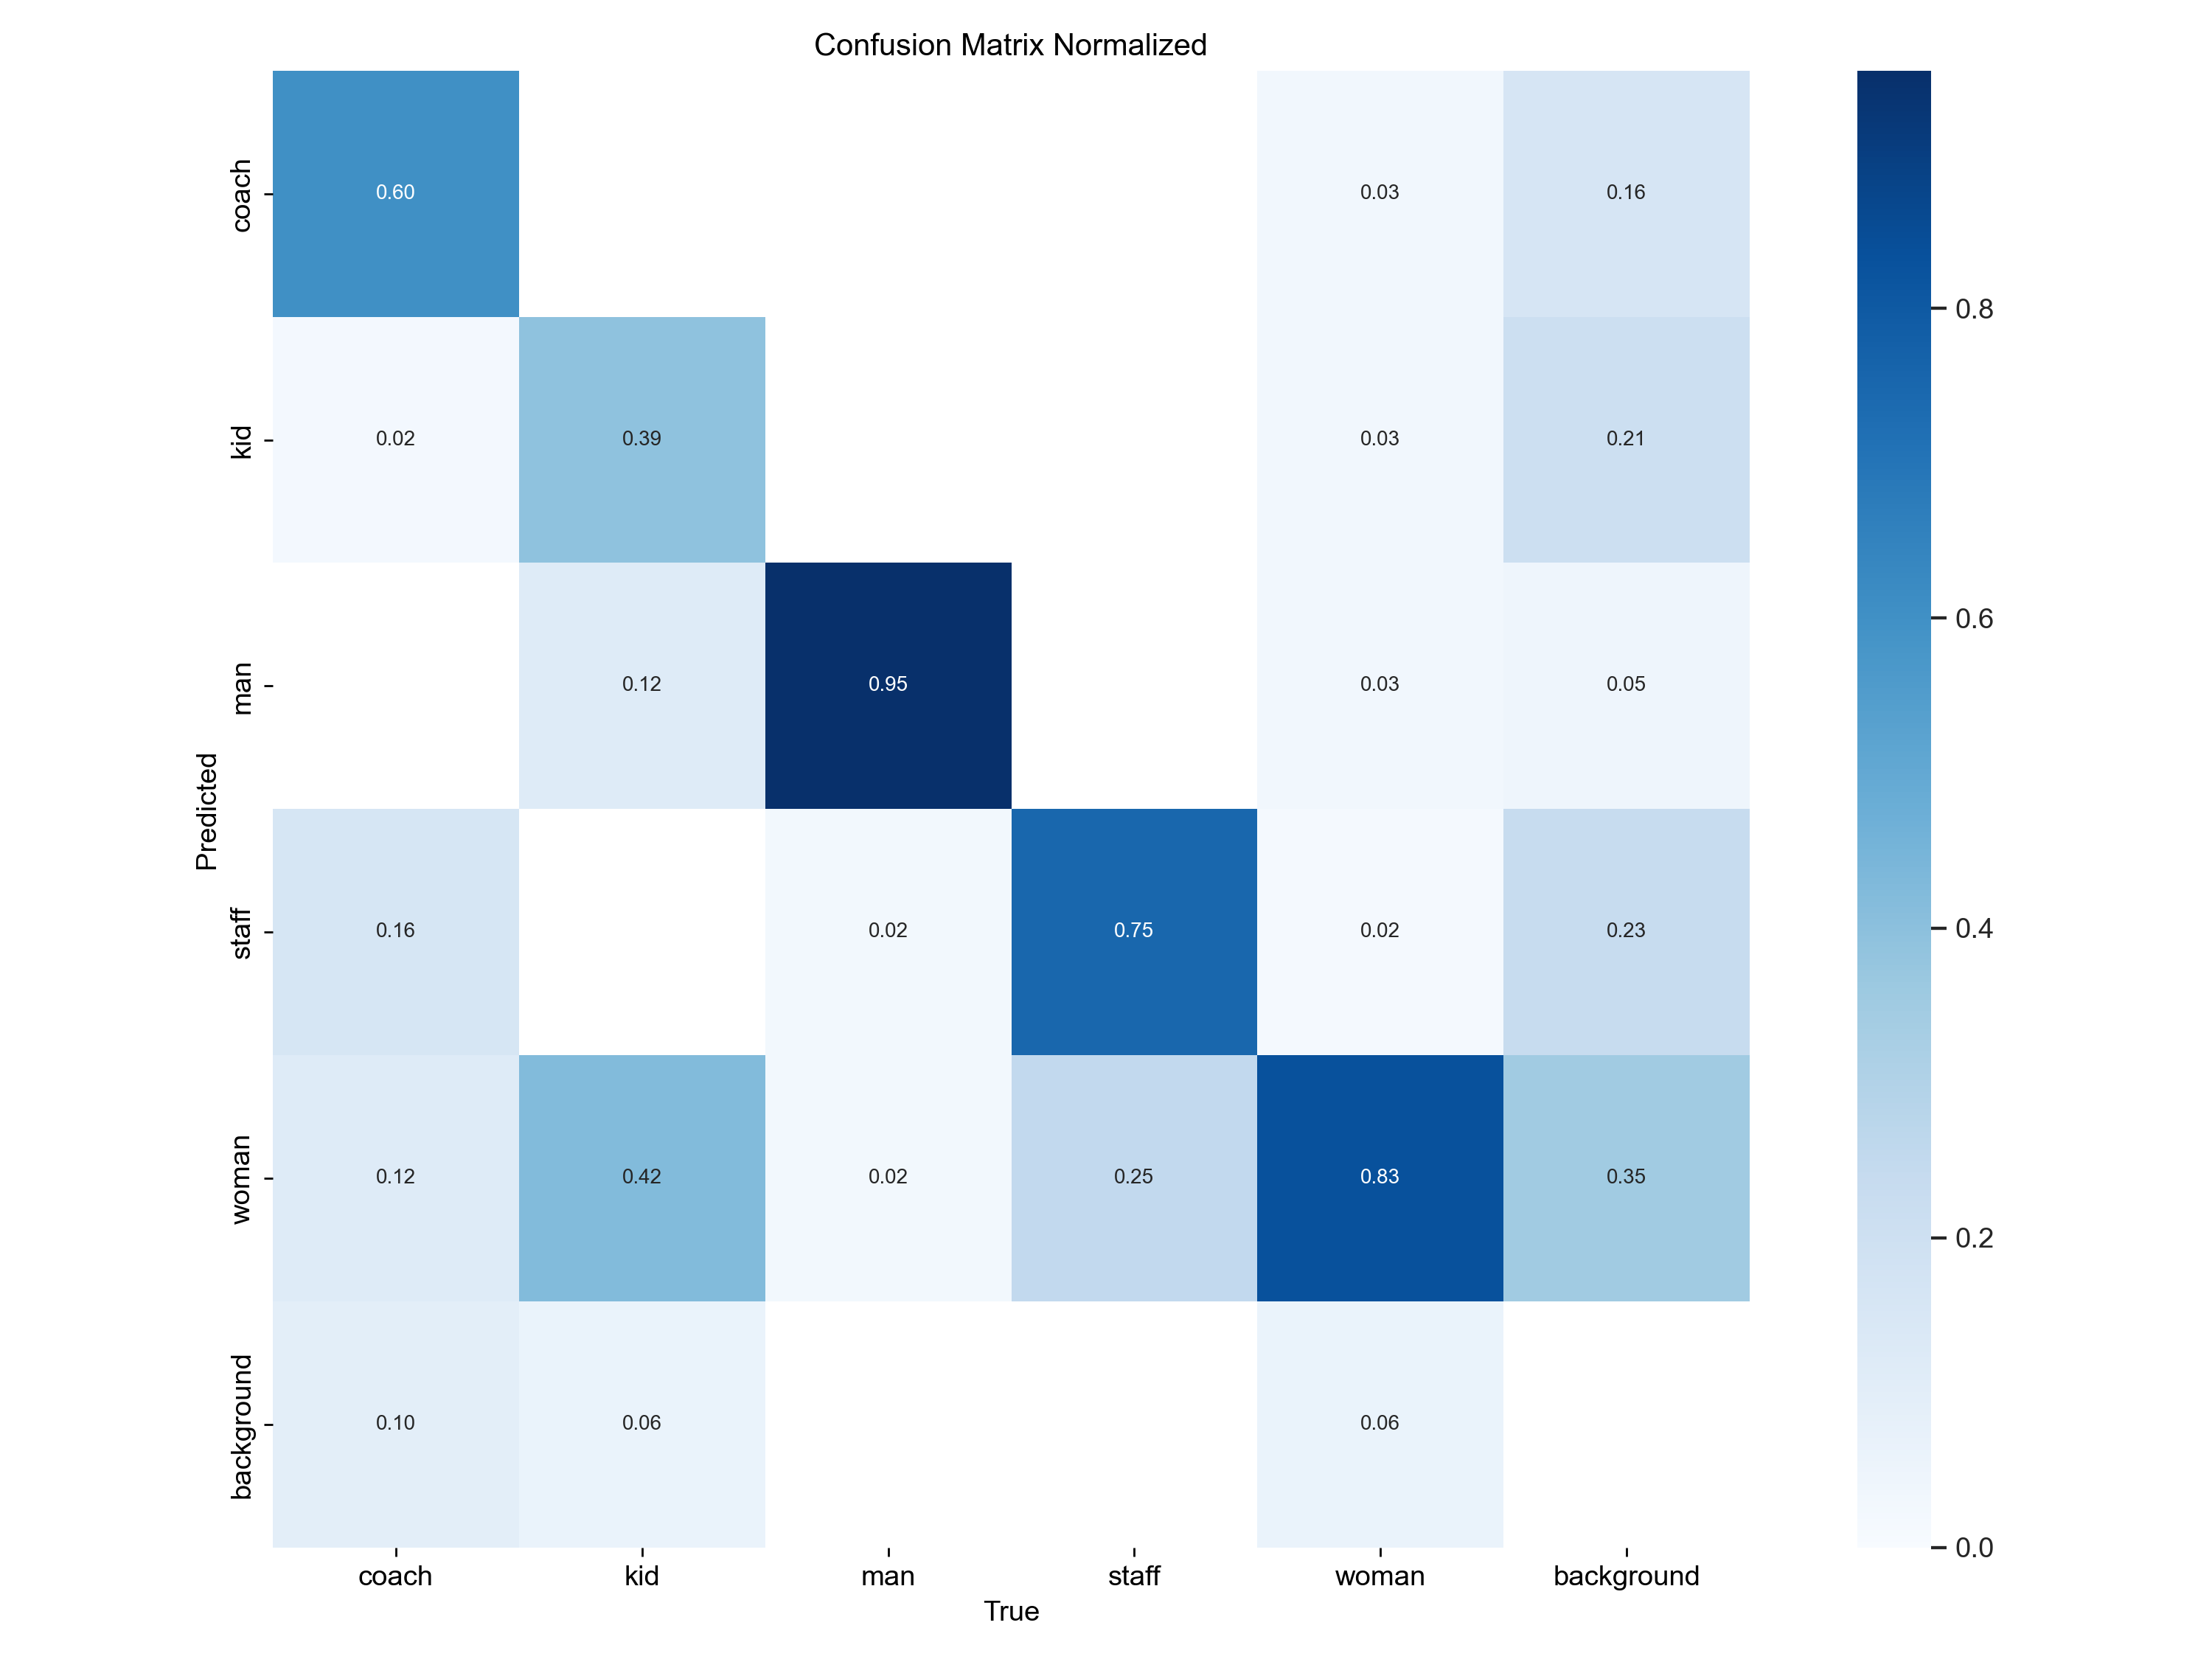 Confusion Matrix Normalized
coach
0.60
0.03
0.16
0.8
kid
0.02
0.39
0.03
0.21
0.6
man
0.12
0.95
0.03
0.05
Predicted
staff
0.16
0.02
0.75
0.02
0.23
0.4
woman
0.12
0.42
0.02
0.25
0.83
0.35
0.2
background
0.10
0.06
0.06
0.0
coach
kid
man
staff
woman
background
True